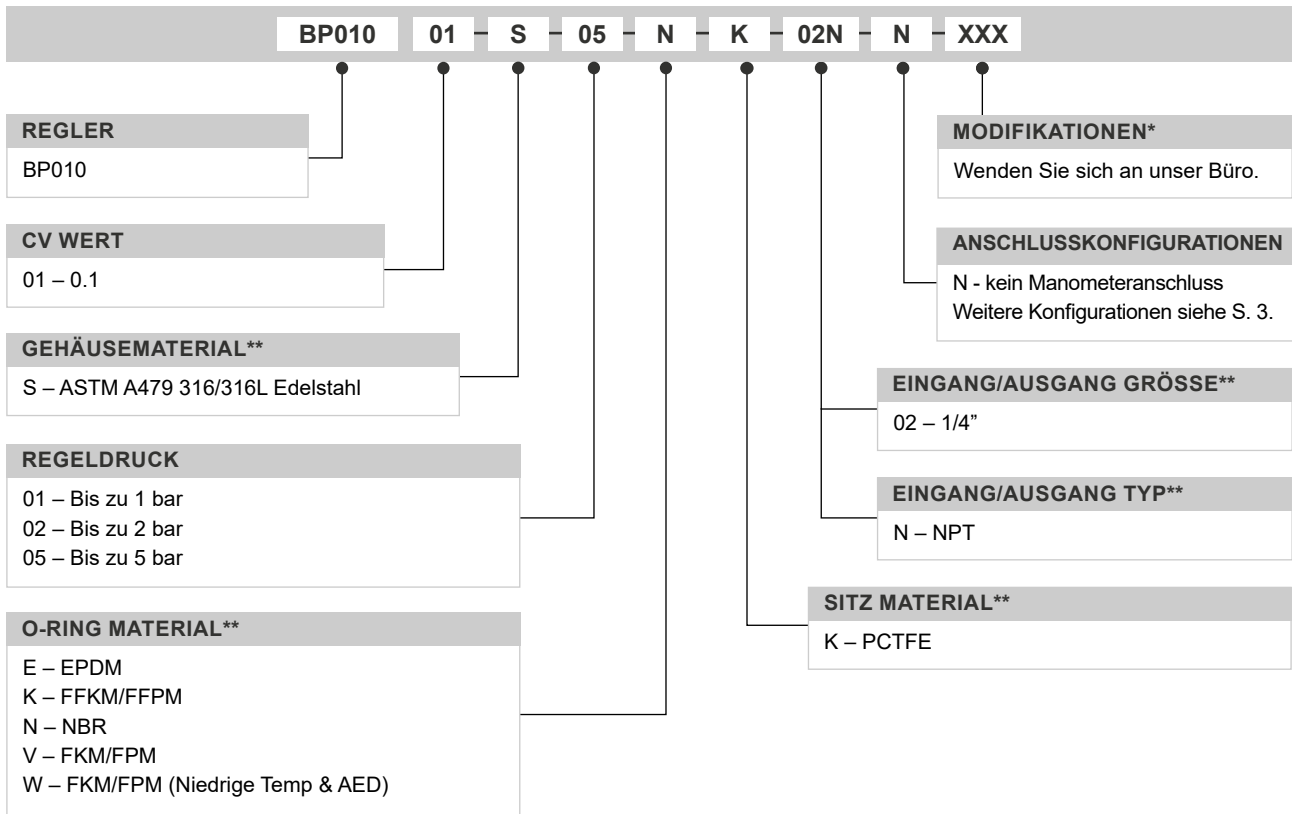 BP010 01 - S - 05 - N - K - 02N - N - XXX
REGLER
BP010
CV WERT
01 – 0.1
GEHÄUSEMATERIAL**
S – ASTM A479 316/316L Edelstahl
REGELDRUCK
01 – Bis zu 1 bar
02 – Bis zu 2 bar
05 – Bis zu 5 bar
O-RING MATERIAL**
E – EPDM
K – FFKM/FFPM
N – NBR
V – FKM/FPM
W – FKM/FPM (Niedrige Temp & AED)
MODIFIKATIONEN*
Wenden Sie sich an unser Büro.
ANSCHLUSSKONFIGURATIONEN
N - kein Manometeranschluss
Weitere Konfigurationen siehe S. 3.
EINGANG/AUSGANG GRÖSSE**
02 – 1/4”
EINGANG/AUSGANG TYP**
N – NPT
SITZ MATERIAL**
K – PCTFE